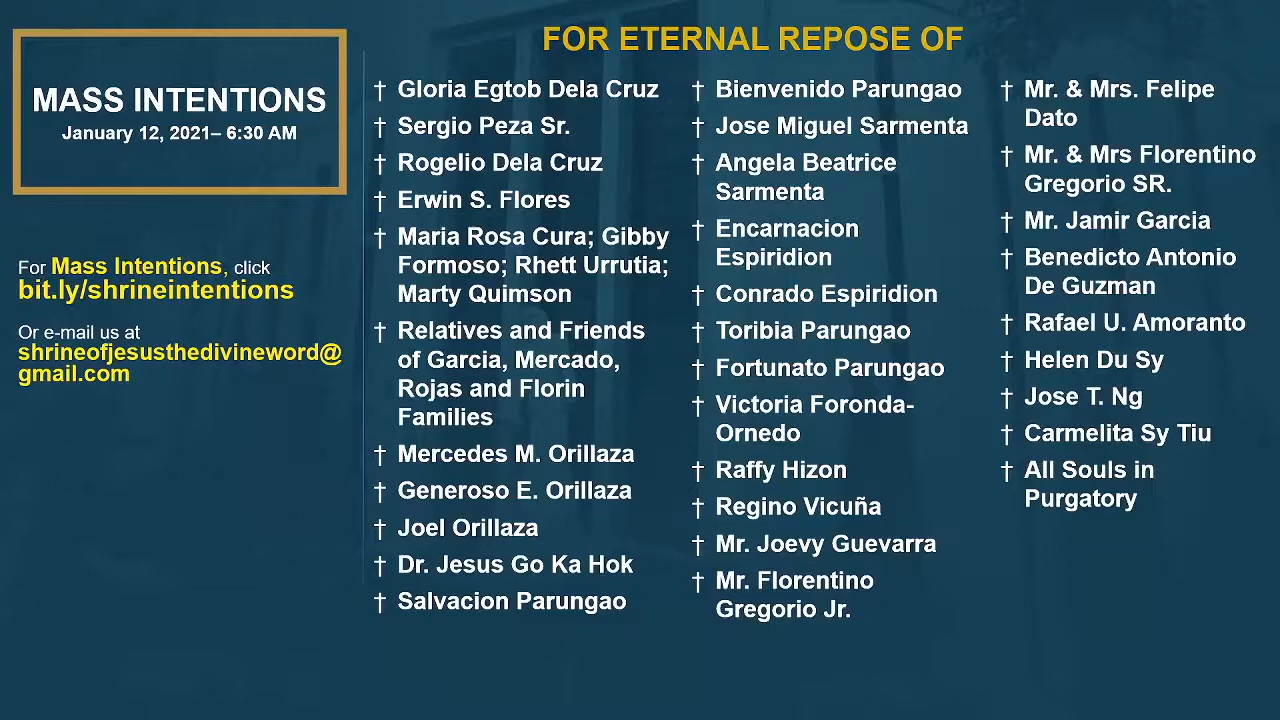 MASS INTENTIONS
January 12, 2021– 6:30 AM
For Mass Intentions, click
bit.ly/shrineintentions
Or e-mail us at
shrineofjesusthedivineword@
gmail.com
FOR ETERNAL REPOSE OF
† Gloria Egtob Dela Cruz
† Sergio Peza Sr.
† Rogelio Dela Cruz
† Erwin S. Flores
† Maria Rosa Cura; Gibby
Formoso; Rhett Urrutia;
Marty Quimson
† Relatives and Friends
of Garcia, Mercado,
Rojas and Florin
Families
† Mercedes M. Orillaza
† Generoso E. Orillaza
† Joel Orillaza
† Dr. Jesus Go Ka Hok
† Salvacion Parungao
† Bienvenido Parungao
† Jose Miguel Sarmenta
† Angela Beatrice
Sarmenta
† Encarnacion
Espiridion
† Conrado Espiridion
† Toribia Parungao
† Fortunato Parungao
† Victoria Foronda-
Ornedo
† Raffy Hizon
† Regino Vicuña
† Mr. Joevy Guevarra
† Mr. Florentino
Gregorio Jr.
† Mr. & Mrs. Felipe
Dato
† Mr. & Mrs Florentino
Gregorio SR.
† Mr. Jamir Garcia
† Benedicto Antonio
De Guzman
† Rafael U. Amoranto
† Helen Du Sy
† Jose T. Ng
† Carmelita Sy Tiu
† All Souls in
Purgatory